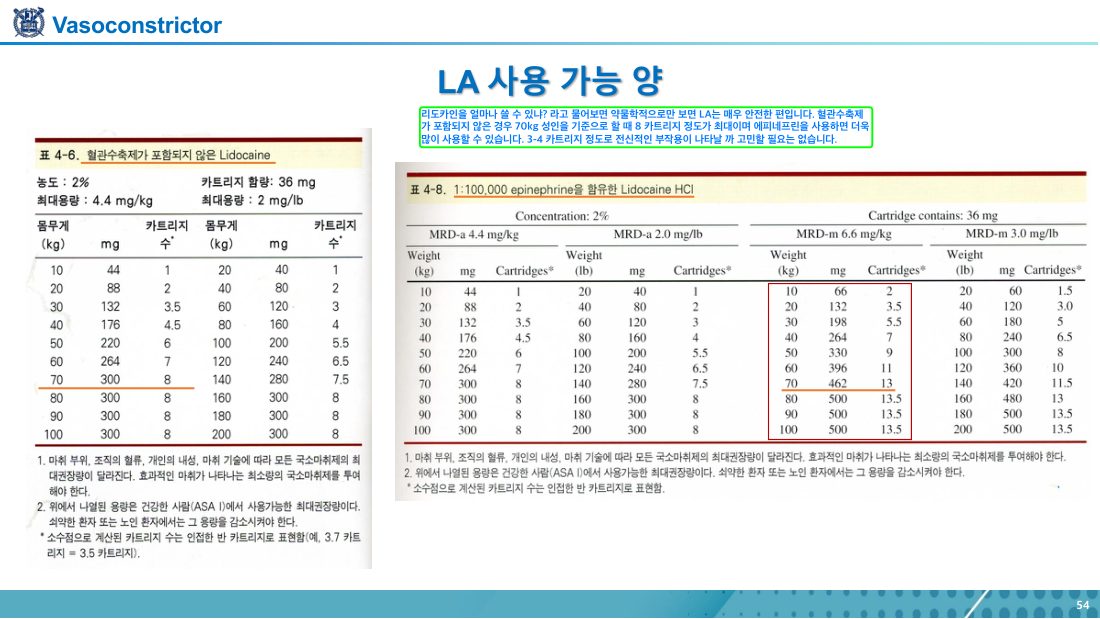 Vasoconstrictor
LA 사용 가능 양
리도카인을 얼마나 쓸 수 있나? 라고 물어보면 약물학적으로만 보면 LA는 매우 안전한 편입니다. 혈관수축제
가 포함되지 않은 경우 70kg 성인을 기준으로 할 때 8 카트리지 정도가 최대이며 에피네프린을 사용하면 더욱
많이 사용할 수 있습니다. 3-4 카트리지 정도로 전신적인 부작용이 나타날 까 고민할 필요는 없습니다.
표 4-6. 혈관수축제가 포함되지 않은 Lidocaine
농도 : 2% 카트리지 함량: 36 mg
최대용량 : 4.4 mg/kg 최대용량 : 2 mg/lb
몸무게 카트리지 몸무게 카트리지
(kg) mg 수* (kg) mg 수*
10 44 1 20 40 1
20 88 2 40 80 2
30 132 3.5 60 120 3
40 176 4.5 80 160 4
50 220 6 100 200 5.5
60 264 7 120 240 6.5
70 300 8 140 280 7.5
80 300 8 160 300 8
90 300 8 180 300 8
100 300 8 200 300 8
1. 마취 부위, 조직의 혈류, 개인의 내성, 마취 기술에 따라 모든 국소마취제의 최
대권장량이 달라진다. 효과적인 마취가 나타나는 최소량의 국소마취제를 투여
해야 한다.
2. 위에서 나열된 용량은 건강한 사람(ASA I)에서 사용가능한 최대권장량이다.
쇠약한 환자 또는 노인 환자에서는 그 용량을 감소시켜야 한다.
* 소수점으로 계산된 카트리지 수는 인접한 반 카트리지로 표현함(예, 3.7 카트
리지 = 3.5 카트리지).
표 4-8. 1:100,000 epinephrine을 함유한 Lidocaine HCl
Concentration: 2% Cartridge contains: 36 mg
MRD-a 4.4 mg/kg MRD-a 2.0 mg/lb MRD-m 6.6 mg/kg MRD-m 3.0 mg/lb
Weight Weight Weight Weight
(kg) mg Cartridges* (lb) mg Cartridges* (kg) mg Cartridges* (lb) mg Cartridges*
10 44 1 20 40 1 10 66 2 20 60 1.5
20 88 2 40 80 2 20 132 3.5 40 120 3.0
30 132 3.5 60 120 3 30 198 5.5 60 180 5
40 176 4.5 80 160 4 40 264 7 80 240 6.5
50 220 6 100 200 5.5 50 330 9 100 300 8
60 264 7 120 240 6.5 60 396 11 120 360 10
70 300 8 140 280 7.5 70 462 13 140 420 11.5
80 300 8 160 300 8 80 500 13.5 160 480 13
90 300 8 180 300 8 90 500 13.5 180 500 13.5
100 300 8 200 300 8 100 500 13.5 200 500 13.5
1. 마취 부위, 조직의 혈류, 개인의 내성, 마취 기술에 따라 모든 국소마취제의 최대권장량이 달라진다. 효과적인 마취가 나타나는 최소량의 국소마취제를 투여해야 한다.
2. 위에서 나열된 용량은 건강한 사람(ASA I)에서 사용가능한 최대권장량이다. 쇠약한 환자 또는 노인 환자에서는 그 용량을 감소시켜야 한다.
* 소수점으로 계산된 카트리지 수는 인접한 반 카트리지로 표현함.
54